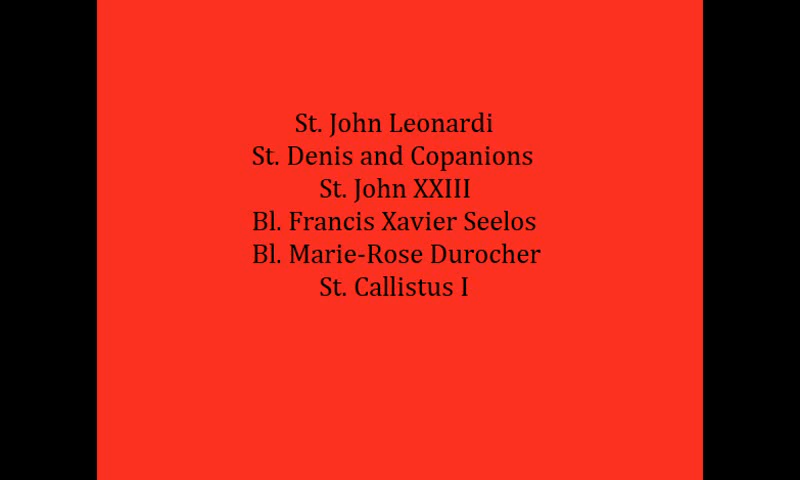 St. John Leonardi
St. Denis and Copanions
St. John XXIII
Bl. Francis Xavier Seelos
Bl. Marie-Rose Durocher
St. Callistus I